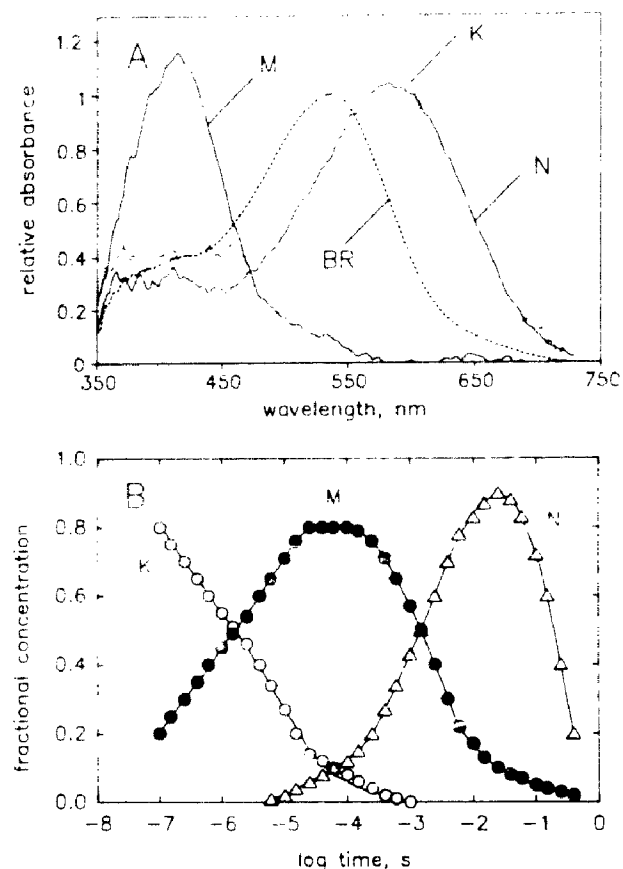 A
1.2
1
0.8
0.6
0.4
0.2
0
350
450
550
650
750
relative absorbance
wavelength, nm
M
K
N
BR
B
1.0
0.8
0.6
0.4
0.2
0.0
−8
−7
−6
−5
−4
−3
−2
−1
0
fractional concentration
log time, s
K
M
N